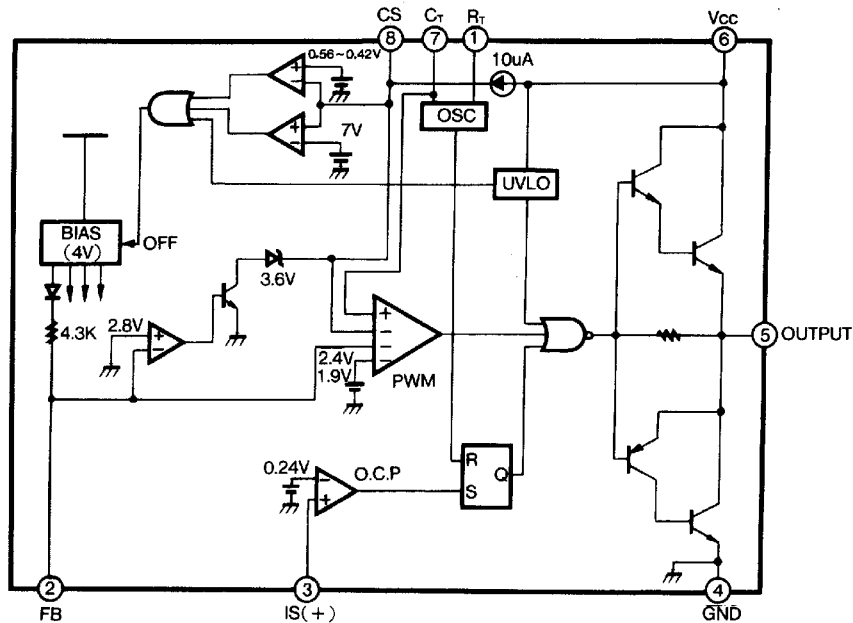 CS CT RT VCC
8 7 1 6
0.56~0.42V 10uA
+
−
OSC
+
−
7V
UVLO
BIAS
(4V)
OFF
3.6V
4.3K
2.8V
+
−
+
−
−
−
2.4V
1.9V
PWM
5 OUTPUT
0.24V
−
+
O.C.P
R
S
Q
2 3 4
FB IS(+) GND